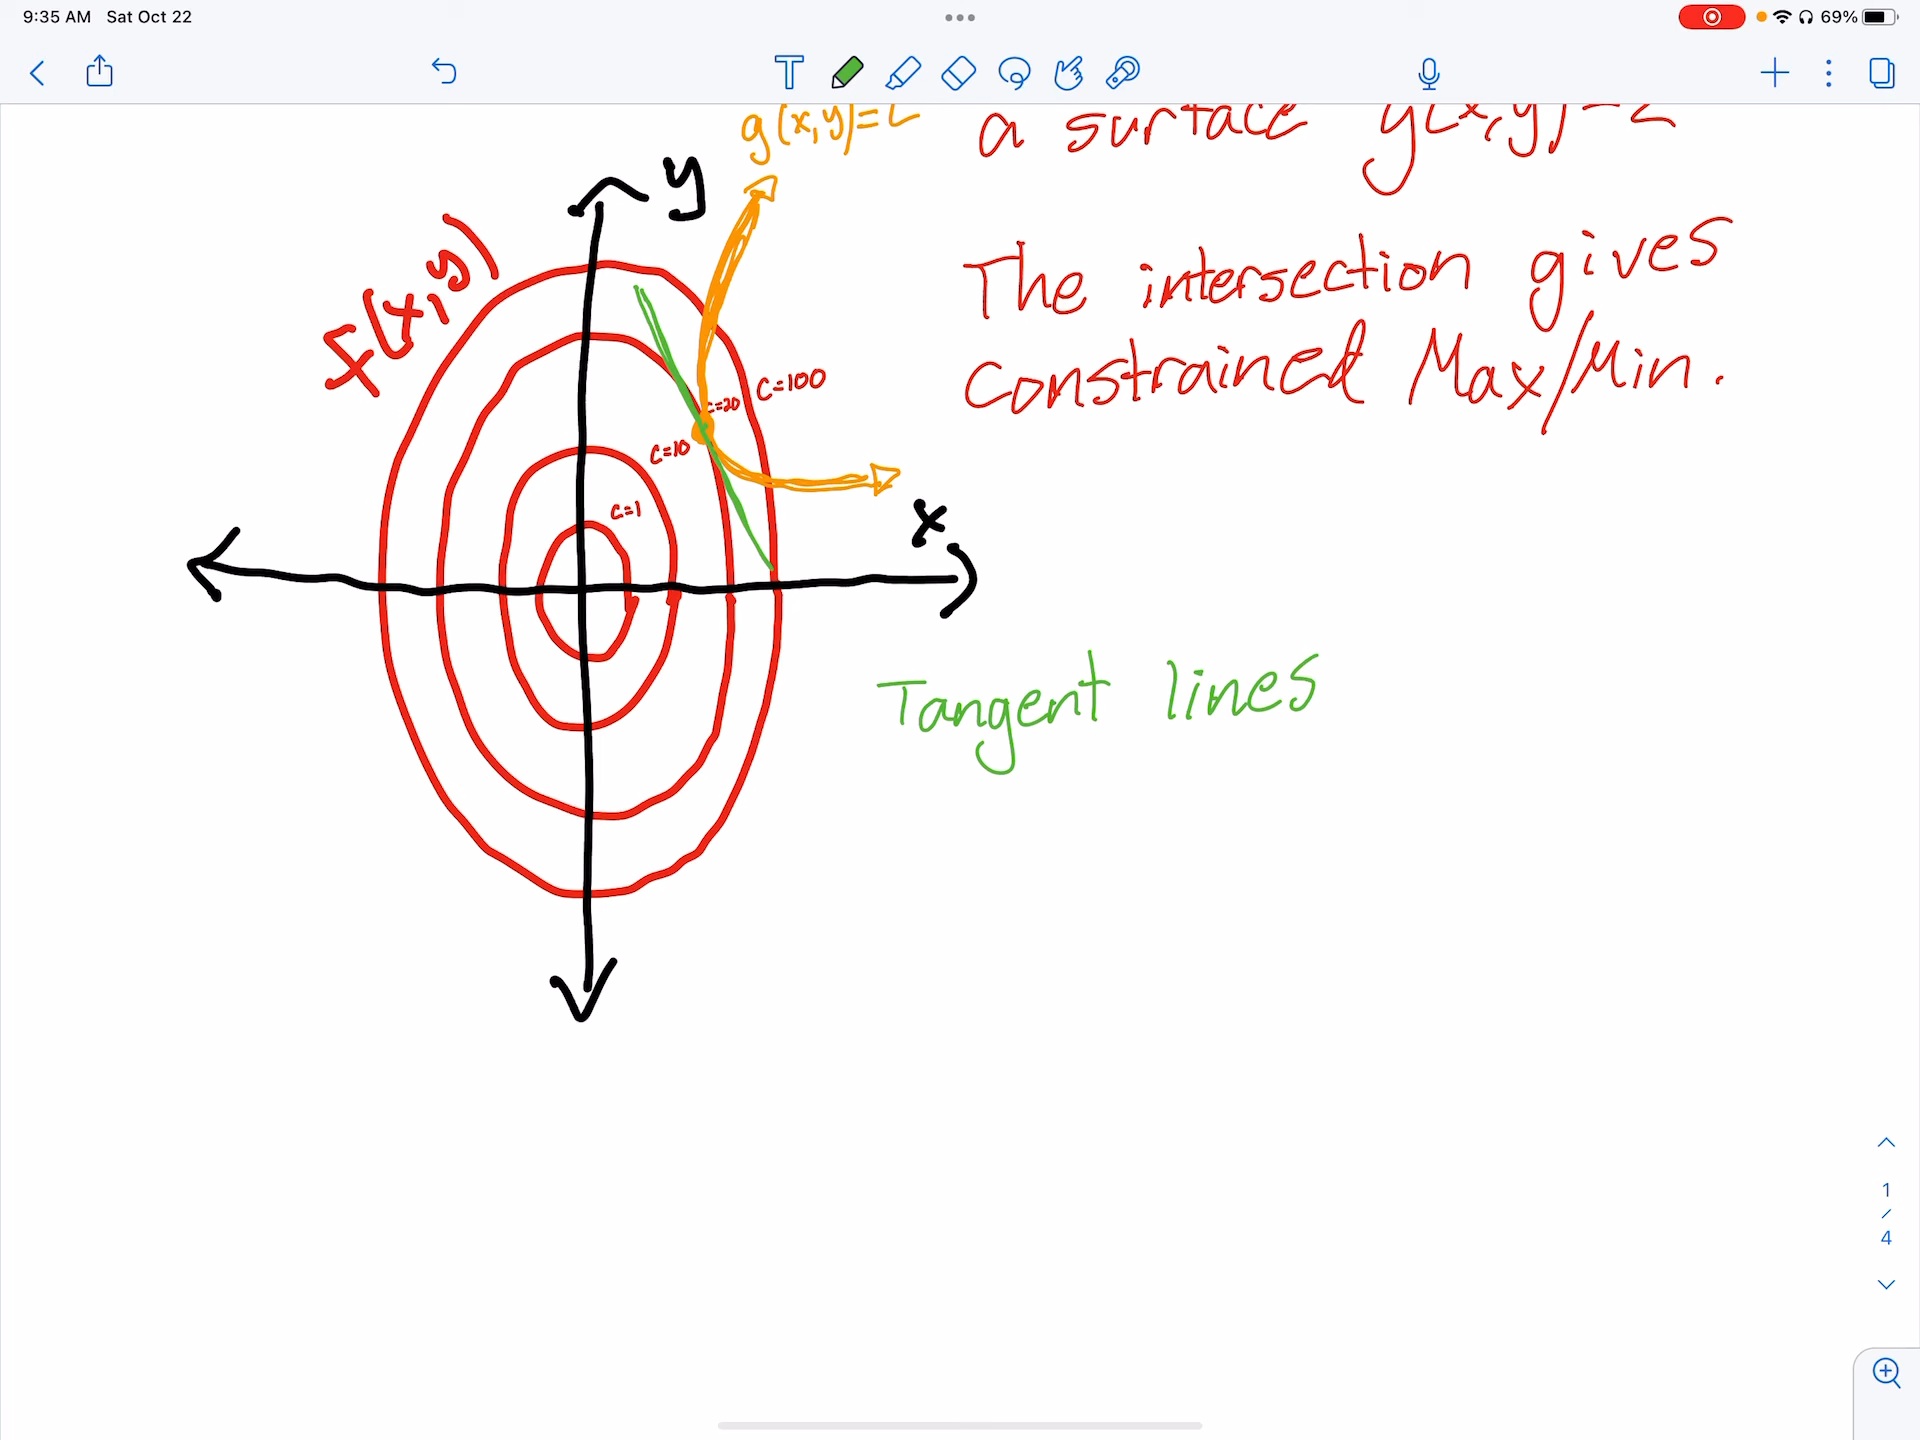 9:35 AM Sat Oct 22
69%
T
g(x,y)=
a surface
y
f(x,y)
The intersection gives
constrained Max/Min.
C=100
C=20
C=10
C=1
x
Tangent lines
1
/
4